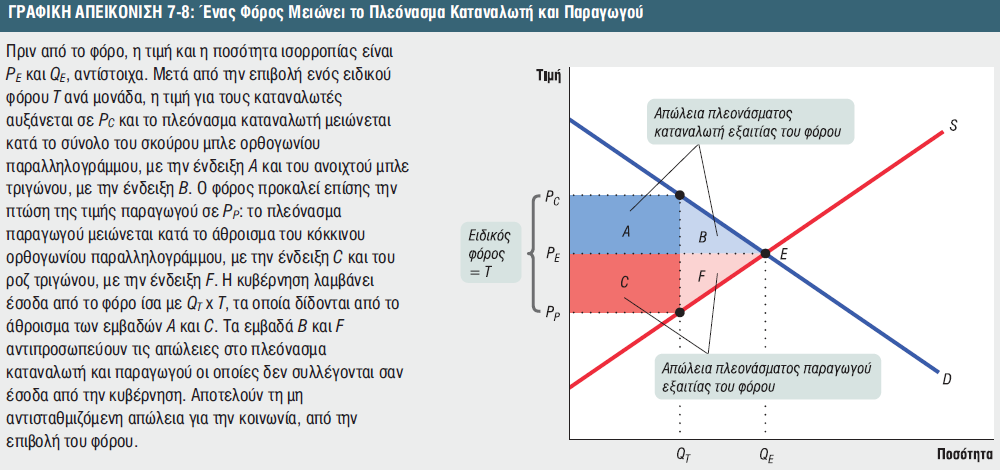 ΓΡΑΦΙΚΗ ΑΠΕΙΚΟΝΙΣΗ 7-8: Ένας Φόρος Μειώνει το Πλεόνασμα Καταναλωτή και Παραγωγού
Πριν από το φόρο, η τιμή και η ποσότητα ισορροπίας είναι
PE και QE, αντίστοιχα. Μετά από την επιβολή ενός ειδικού
φόρου T ανά μονάδα, η τιμή για τους καταναλωτές
αυξάνεται σε PC και το πλεόνασμα καταναλωτή μειώνεται
κατά το σύνολο του σκούρου μπλε ορθογωνίου
παραλληλογράμμου, με την ένδειξη A και του ανοιχτού μπλε
τριγώνου, με την ένδειξη B. Ο φόρος προκαλεί επίσης την
πτώση της τιμής παραγωγού σε PP: το πλεόνασμα
παραγωγού μειώνεται κατά το άθροισμα του κόκκινου
ορθογωνίου παραλληλογράμμου, με την ένδειξη C και του
ροζ τριγώνου, με την ένδειξη F. Η κυβέρνηση λαμβάνει
έσοδα από το φόρο ίσα με QT x T, τα οποία δίδονται από το
άθροισμα των εμβαδών A και C. Τα εμβαδά B και F
αντιπροσωπεύουν τις απώλειες στο πλεόνασμα
καταναλωτή και παραγωγού οι οποίες δεν συλλέγονται σαν
έσοδα από την κυβέρνηση. Αποτελούν τη μη
αντισταθμιζόμενη απώλεια για την κοινωνία, από την
επιβολή του φόρου.
Τιμή
Απώλεια πλεονάσματος
καταναλωτή εξαιτίας του φόρου
S
PC
A
B
Ειδικός
φόρος
= T
PE
E
C
F
PP
Απώλεια πλεονάσματος παραγωγού
εξαιτίας του φόρου
D
QT
QE
Ποσότητα